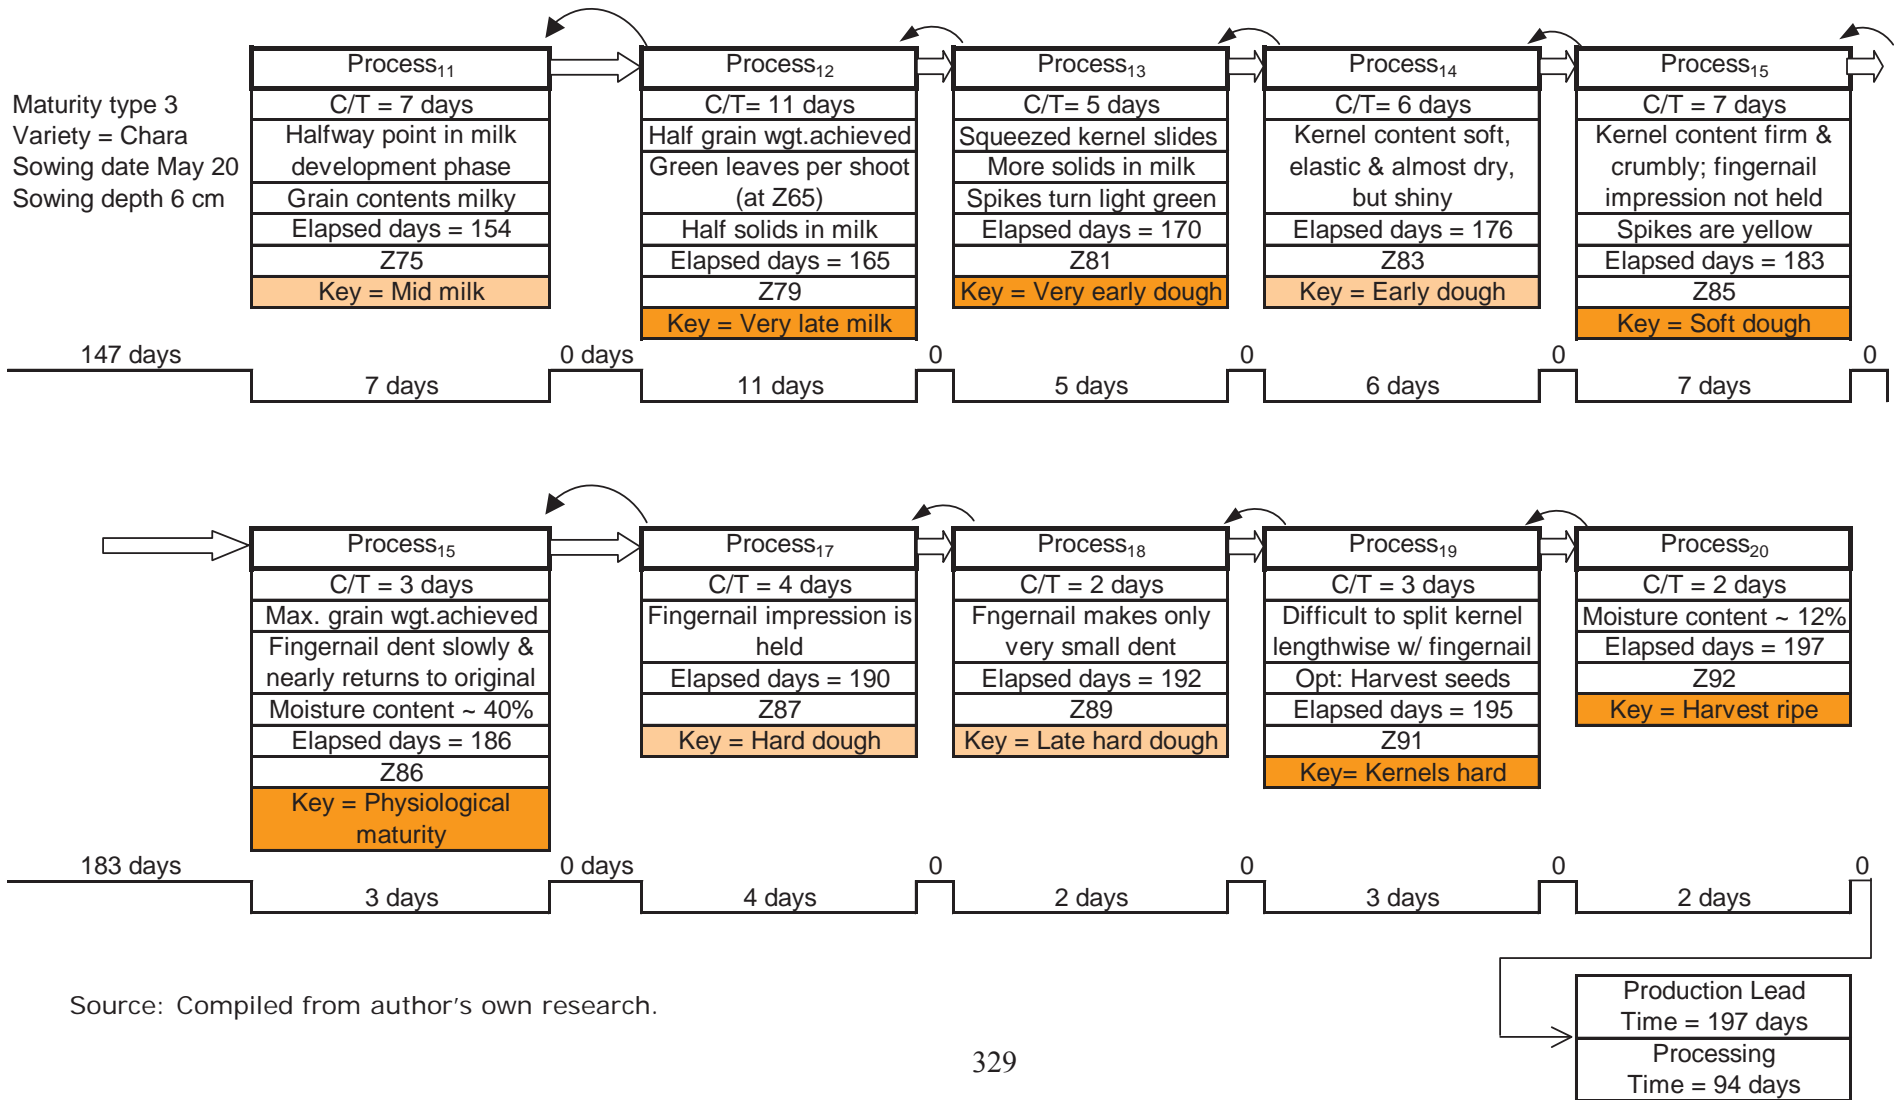 Maturity type 3
Variety = Chara
Sowing date May 20
Sowing depth 6 cm
Process11
C/T = 7 days
Halfway point in milk
development phase
Grain contents milky
Elapsed days = 154
Z75
Key = Mid milk
Process12
C/T= 11 days
Half grain wgt.achieved
Green leaves per shoot
(at Z65)
Half solids in milk
Elapsed days = 165
Z79
Key = Very late milk
Process13
C/T= 5 days
Squeezed kernel slides
More solids in milk
Spikes turn light green
Elapsed days = 170
Z81
Key = Very early dough
Process14
C/T= 6 days
Kernel content soft,
elastic & almost dry,
but shiny
Elapsed days = 176
Z83
Key = Early dough
Process15
C/T = 7 days
Kernel content firm &
crumbly; fingernail
impression not held
Spikes are yellow
Elapsed days = 183
Z85
Key = Soft dough
147 days
7 days
0 days
11 days
0
5 days
0
6 days
0
7 days
0
Process15
C/T = 3 days
Max. grain wgt.achieved
Fingernail dent slowly &
nearly returns to original
Moisture content ~ 40%
Elapsed days = 186
Z86
Key = Physiological
maturity
Process17
C/T = 4 days
Fingernail impression is
held
Elapsed days = 190
Z87
Key = Hard dough
Process18
C/T = 2 days
Fngernail makes only
very small dent
Elapsed days = 192
Z89
Key = Late hard dough
Process19
C/T = 3 days
Difficult to split kernel
lengthwise w/ fingernail
Opt: Harvest seeds
Elapsed days = 195
Z91
Key= Kernels hard
Process20
C/T = 2 days
Moisture content ~ 12%
Elapsed days = 197
Z92
Key = Harvest ripe
183 days
3 days
0 days
4 days
0
2 days
0
3 days
0
2 days
0
Production Lead
Time = 197 days
Processing
Time = 94 days
Source: Compiled from author's own research.
329